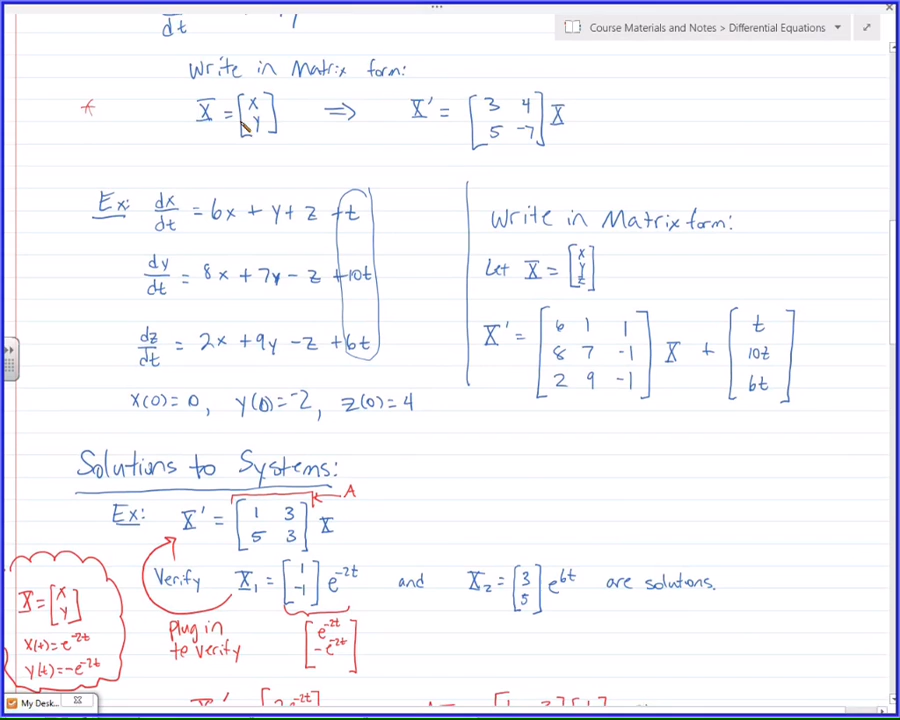 Course Materials and Notes > Differential Equations
dt
Write in Matrix form:
* X = [x y] ⇒ X' = [3 4; 5 -7] X
Ex: dx/dt = 6x + y + z + t
dy/dt = 8x + 7y - z + 10t
dz/dt = 2x + 9y - z + 6t
x(0) = 0, y(0) = -2, z(0) = 4
Write in Matrix form:
Let X = [x y z]
X' = [6 1 1; 8 7 -1; 2 9 -1] X + [t; 10t; 6t]
Solutions to Systems:
Ex: X' = [1 3; 5 3] X ← A
Verify X₁ = [1; -1] e^-2t and X₂ = [3; 5] e^6t are solutions.
Plug in
to verify
[e^-2t; -e^-2t]
X = [x y]
x(t) = e^-2t
y(t) = -e^-2t
My Desk...